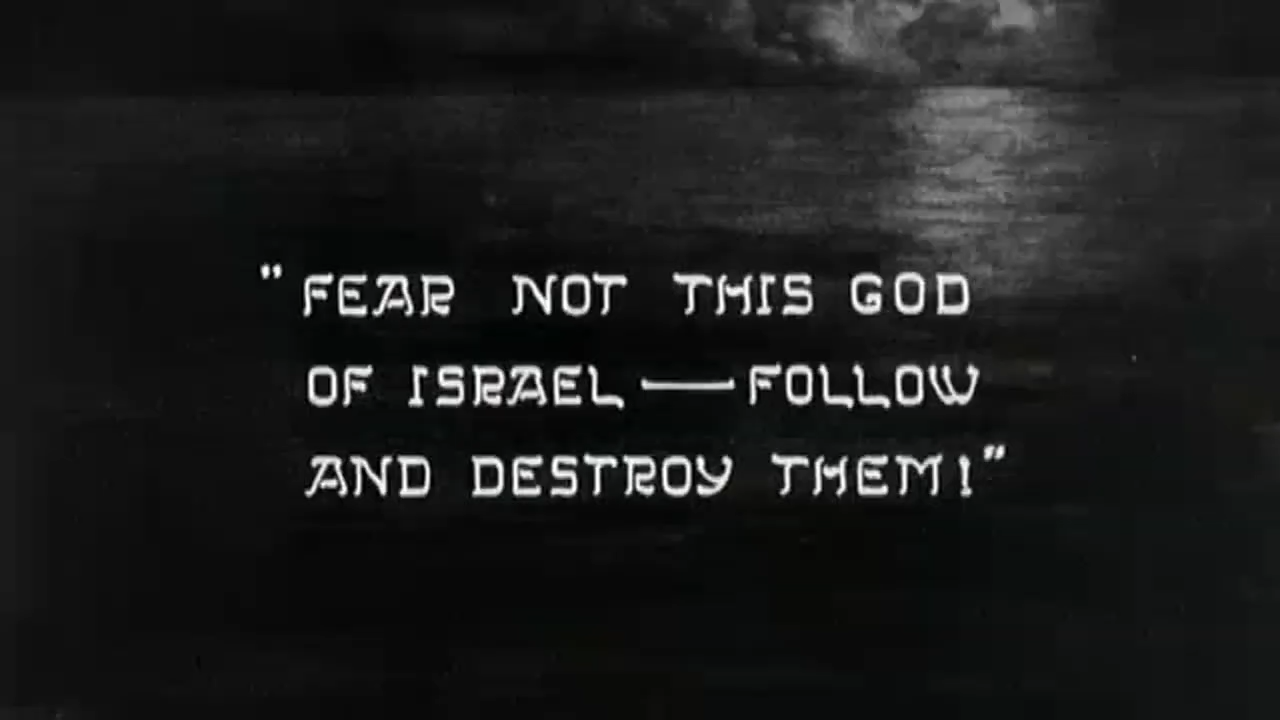 "FEAR NOT THIS GOD
OF ISRAEL—FOLLOW
AND DESTROY THEM!"